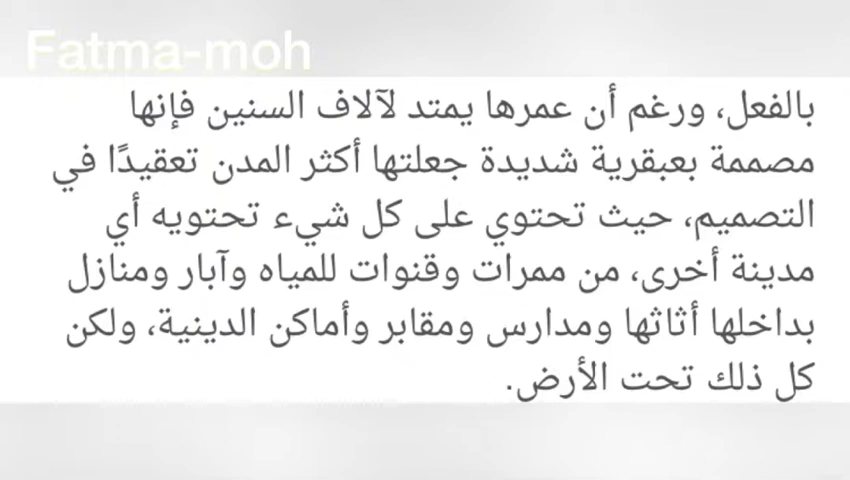 Fatma-moh
بالفعل، ورغم أن عمرها يمتد لآلاف السنين فإنها
مصممة بعبقرية شديدة جعلتها أكثر المدن تعقيدًا في
التصميم، حيث تحتوي على كل شيء تحتويه أي
مدينة أخرى، من ممرات وقنوات للمياه وآبار ومنازل
بداخلها أثاثها ومدارس ومقابر وأماكن الدينية، ولكن
كل ذلك تحت الأرض.